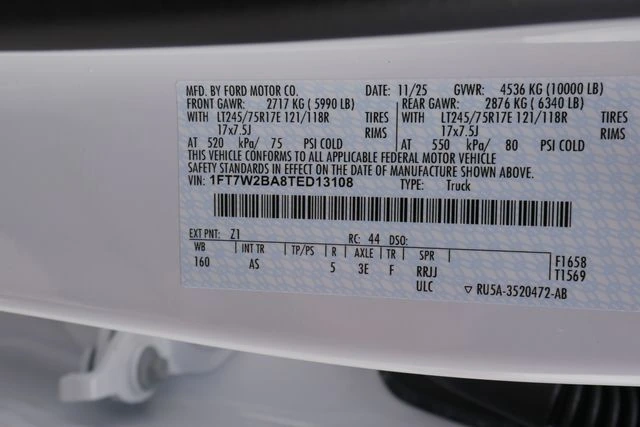 MFD. BY FORD MOTOR CO. DATE: 11/25 GVWR: 4536 KG (10000 LB)
FRONT GAWR: 2717 KG (5990 LB) REAR GAWR: 2876 KG (6340 LB)
WITH LT245/75R17E 121/118R TIRES WITH LT245/75R17E 121/118R TIRES
17x7.5J RIMS 17x7.5J RIMS
AT 520 kPa/ 75 PSI COLD AT 550 kPa/ 80 PSI COLD
THIS VEHICLE CONFORMS TO ALL APPLICABLE FEDERAL MOTOR VEHICLE
SAFETY STANDARDS IN EFFECT ON THE DATE OF MANUFACTURE SHOWN ABOVE.
VIN: 1FT7W2BA8TED13108 TYPE: Truck
EXT PNT: Z1 RC: 44 DSO:
WB INT TR TP/PS R AXLE TR SPR F1658
160 AS 5 3E F RRJJ T1569
ULC ▽ RU5A-3520472-AB